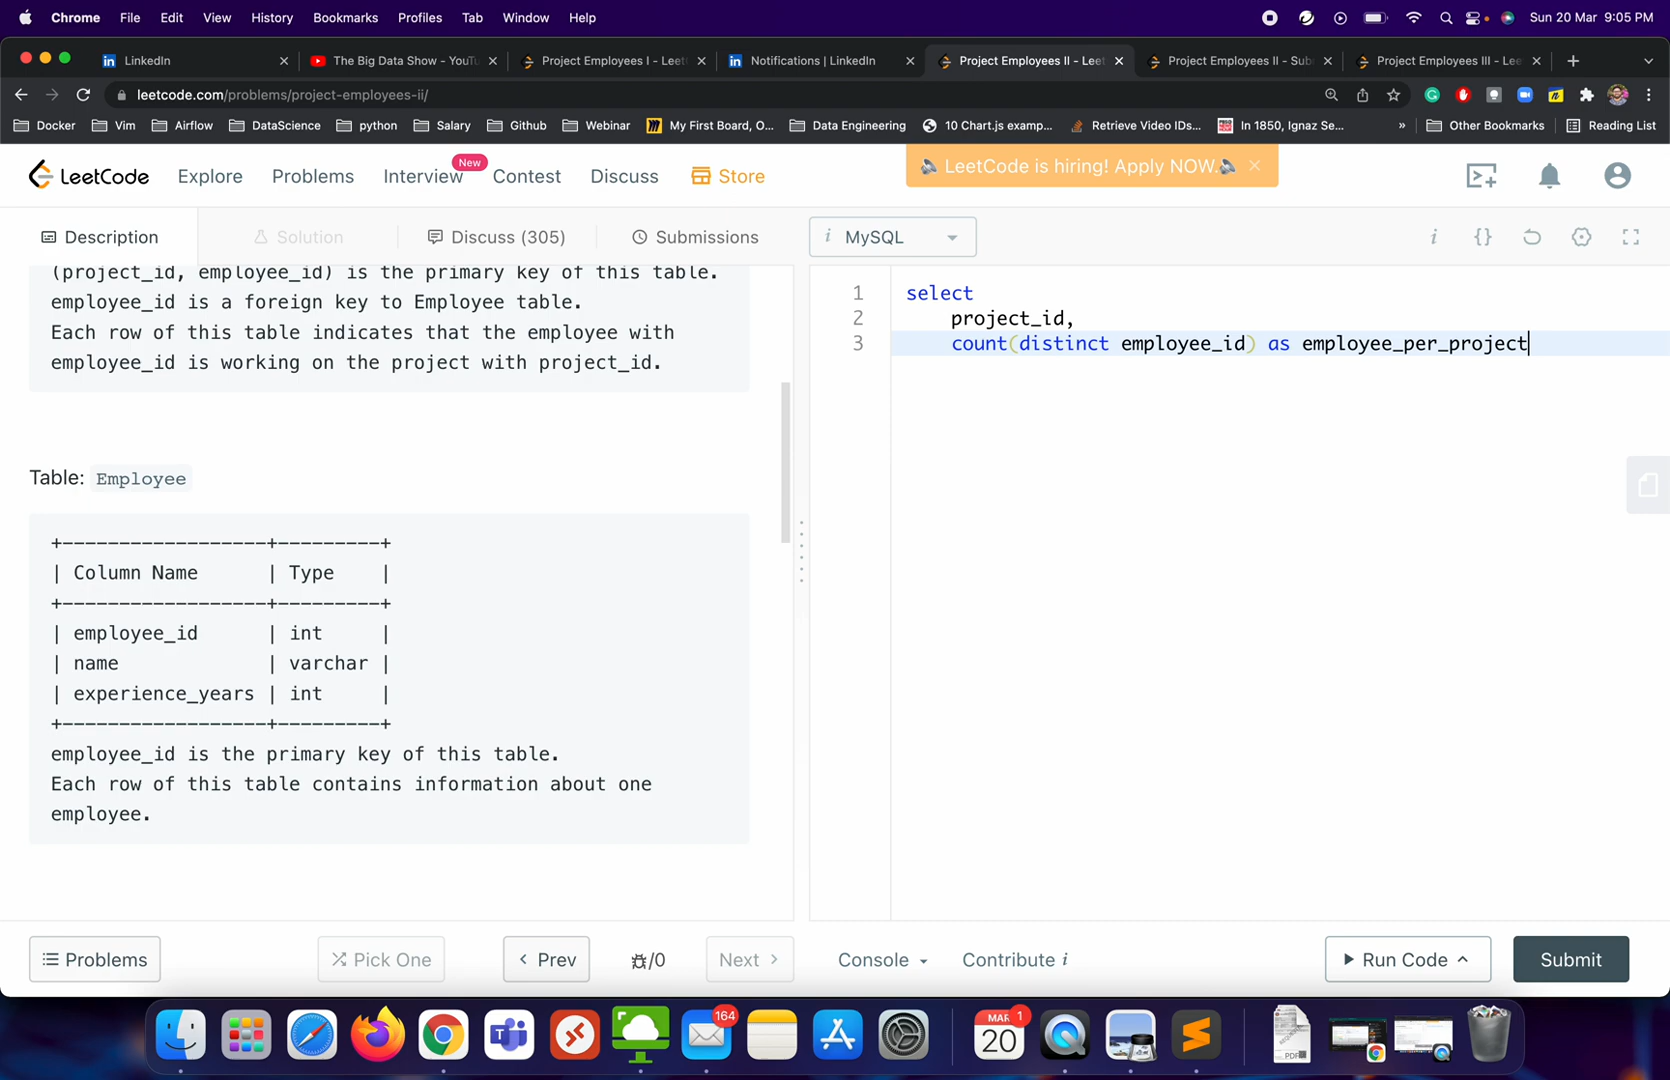 Chrome File Edit View History Bookmarks Profiles Tab Window Help Sun 20 Mar 9:05 PM
LinkedIn The Big Data Show - YouTu Project Employees I - Leet Notifications | LinkedIn Project Employees II - Leet Project Employees II - Sub Project Employees III - Lee
leetcode.com/problems/project-employees-ii/
Docker Vim Airflow DataScience python Salary Github Webinar My First Board, O... Data Engineering 10 Chart.js examp... Retrieve Video IDs... In 1850, Ignaz Se... » Other Bookmarks Reading List
LeetCode Explore Problems Interview New Contest Discuss Store LeetCode is hiring! Apply NOW.
Description Solution Discuss (305) Submissions i MySQL
(project_id, employee_id) is the primary key of this table.
employee_id is a foreign key to Employee table.
Each row of this table indicates that the employee with
employee_id is working on the project with project_id.
Table: Employee
+------------------+---------+
| Column Name      | Type    |
+------------------+---------+
| employee_id      | int     |
| name             | varchar |
| experience_years | int     |
+------------------+---------+
employee_id is the primary key of this table.
Each row of this table contains information about one
employee.
1 select
2 project_id,
3 count(distinct employee_id) as employee_per_project
Problems Pick One Prev /0 Next Console Contribute i Run Code Submit
164
MAR 1
20
PDF